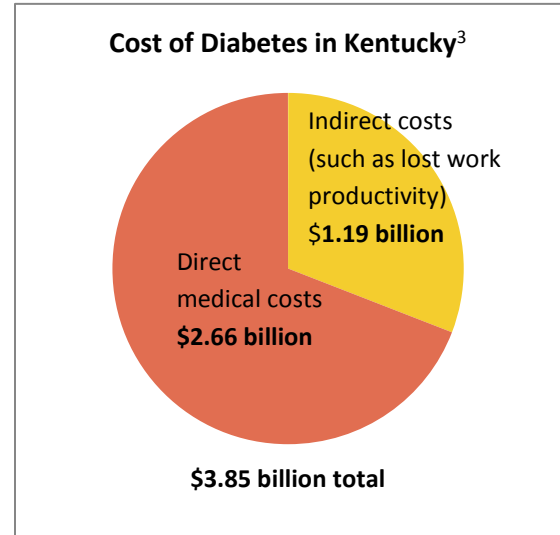 Cost of Diabetes in Kentucky³
Indirect costs
(such as lost work
productivity)
$1.19 billion
Direct
medical costs
$2.66 billion
$3.85 billion total